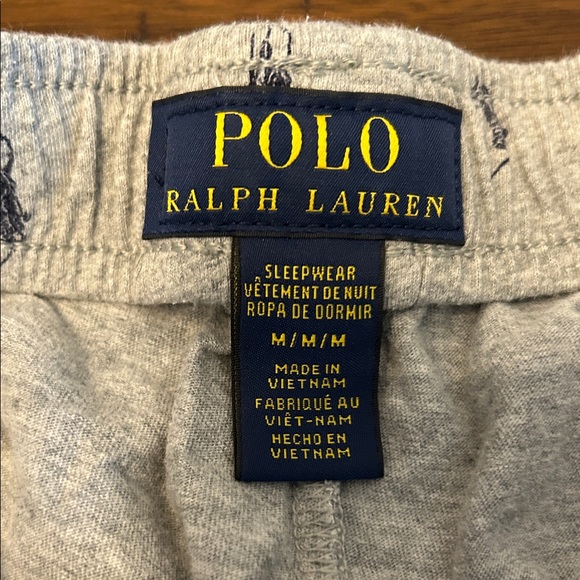 POLO
RALPH LAUREN
SLEEPWEAR
VÊTEMENT DE NUIT
ROPA DE DORMIR
M/M/M
MADE IN
VIETNAM
FABRIQUÉ AU
VIÊT-NAM
HECHO EN
VIETNAM